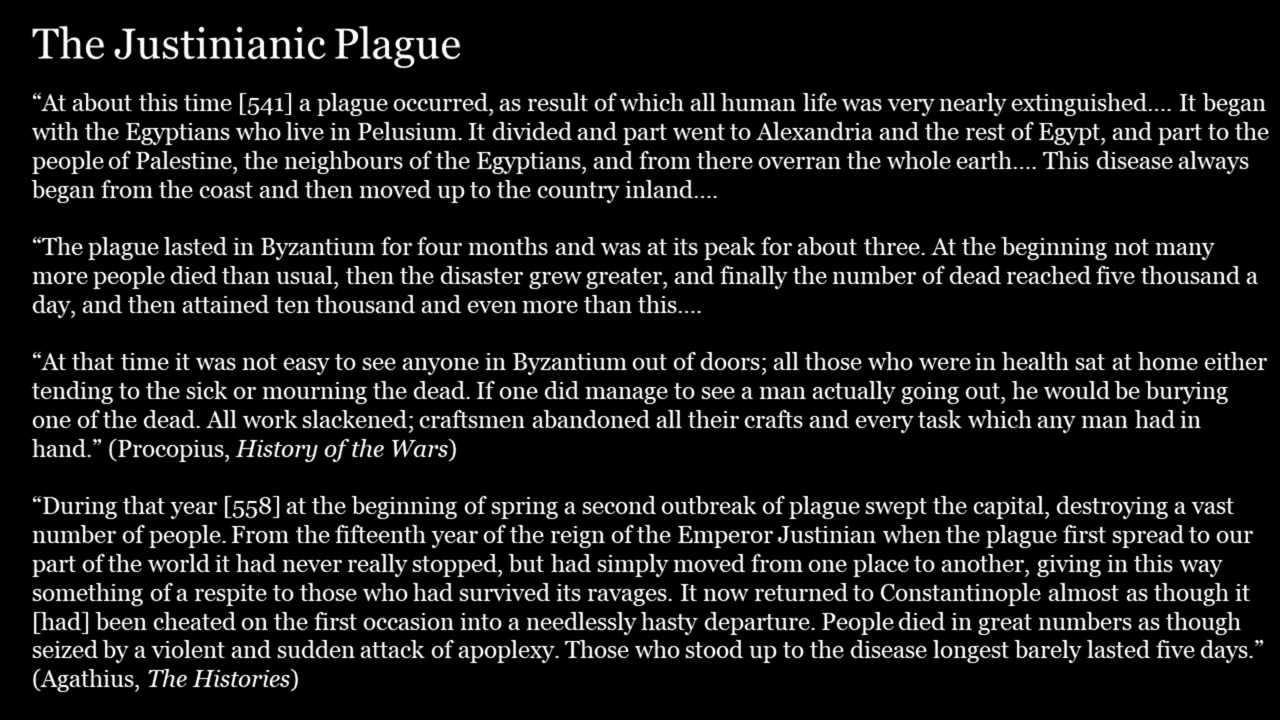 The Justinianic Plague
“At about this time [541] a plague occurred, as result of which all human life was very nearly extinguished.... It began
with the Egyptians who live in Pelusium. It divided and part went to Alexandria and the rest of Egypt, and part to the
people of Palestine, the neighbours of the Egyptians, and from there overran the whole earth.... This disease always
began from the coast and then moved up to the country inland....
“The plague lasted in Byzantium for four months and was at its peak for about three. At the beginning not many
more people died than usual, then the disaster grew greater, and finally the number of dead reached five thousand a
day, and then attained ten thousand and even more than this....
“At that time it was not easy to see anyone in Byzantium out of doors; all those who were in health sat at home either
tending to the sick or mourning the dead. If one did manage to see a man actually going out, he would be burying
one of the dead. All work slackened; craftsmen abandoned all their crafts and every task which any man had in
hand.” (Procopius, History of the Wars)
“During that year [558] at the beginning of spring a second outbreak of plague swept the capital, destroying a vast
number of people. From the fifteenth year of the reign of the Emperor Justinian when the plague first spread to our
part of the world it had never really stopped, but had simply moved from one place to another, giving in this way
something of a respite to those who had survived its ravages. It now returned to Constantinople almost as though it
[had] been cheated on the first occasion into a needlessly hasty departure. People died in great numbers as though
seized by a violent and sudden attack of apoplexy. Those who stood up to the disease longest barely lasted five days.”
(Agathius, The Histories)